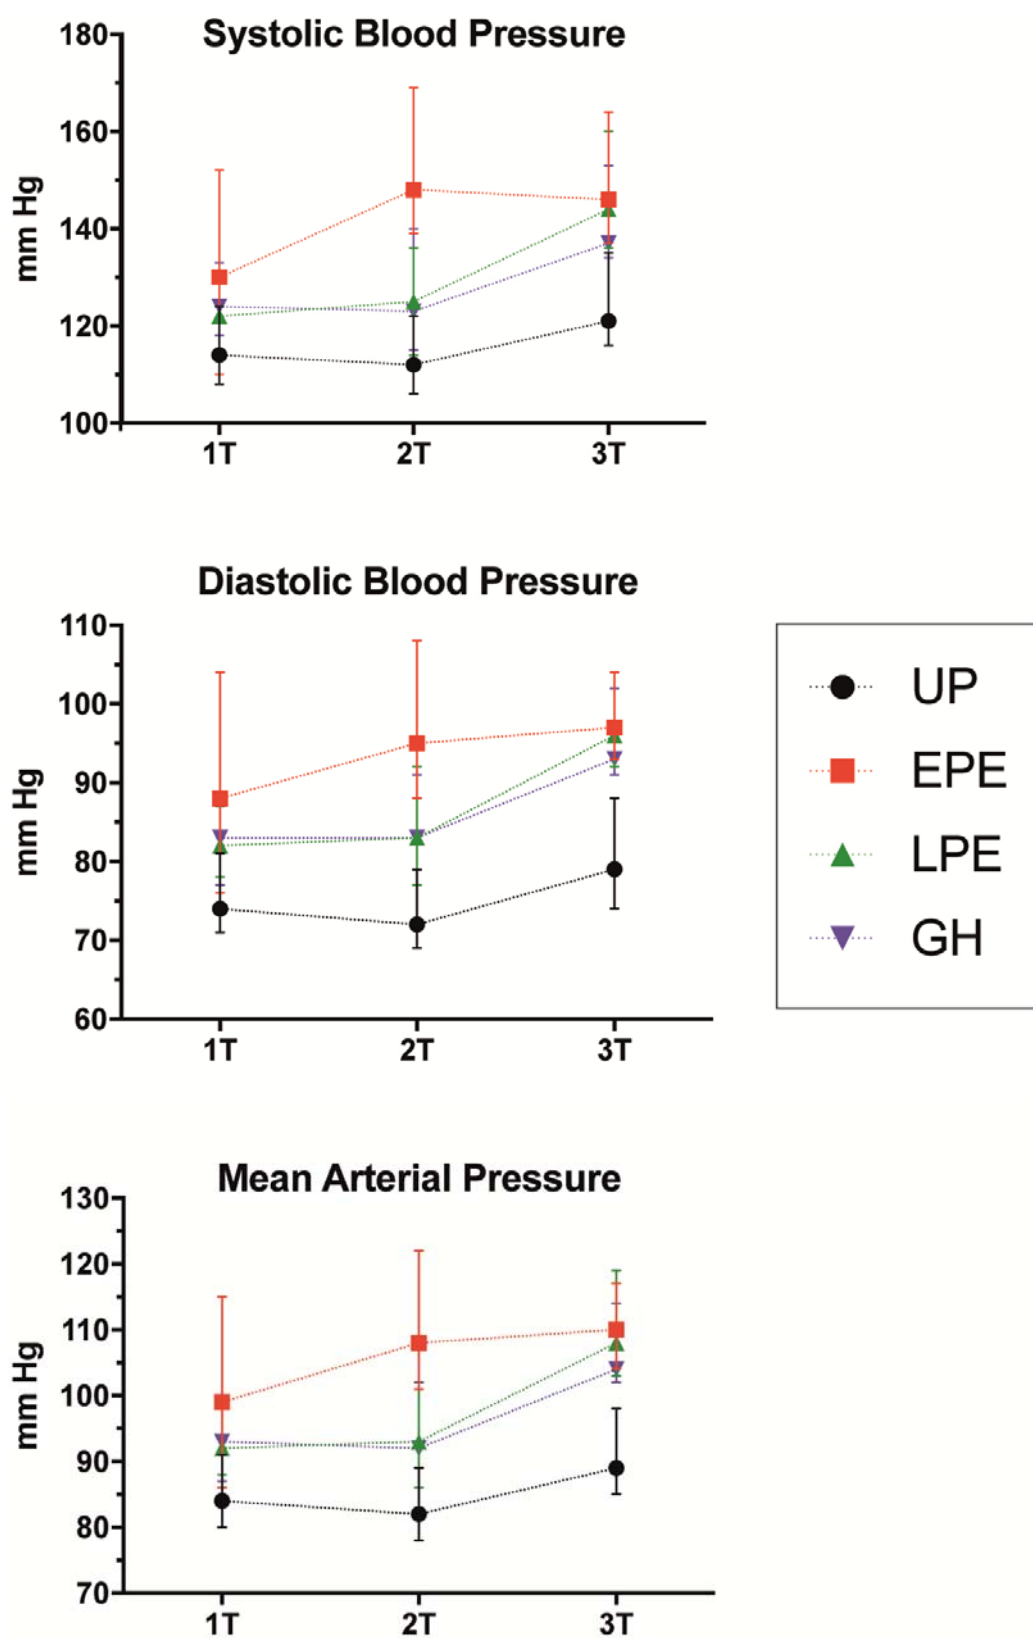 Systolic Blood Pressure
180
160
140
120
100
mm Hg
1T 2T 3T
Diastolic Blood Pressure
110
100
90
80
70
60
mm Hg
1T 2T 3T
UP
EPE
LPE
GH
Mean Arterial Pressure
130
120
110
100
90
80
70
mm Hg
1T 2T 3T